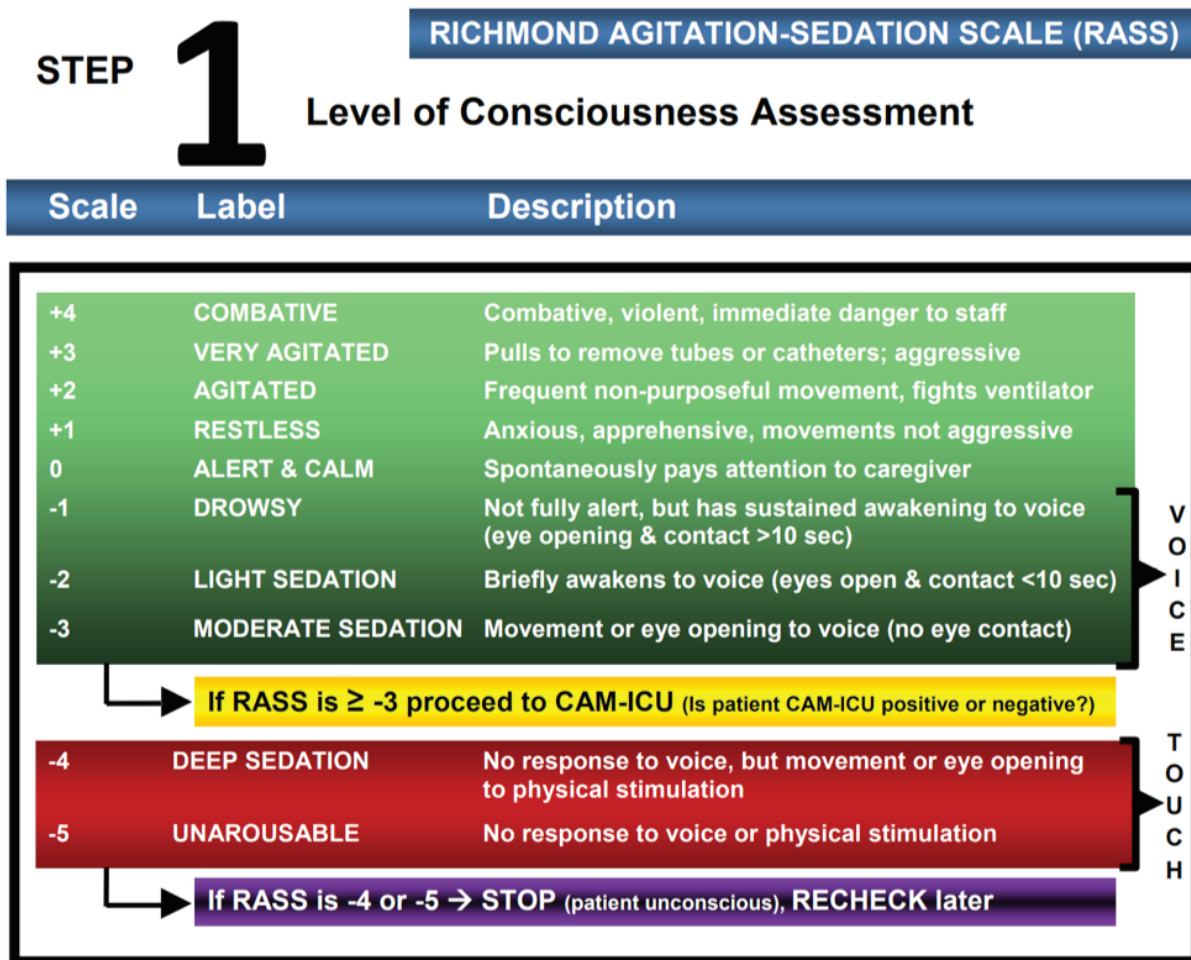 RICHMOND AGITATION-SEDATION SCALE (RASS)
STEP 1
Level of Consciousness Assessment
Scale Label Description
+4 COMBATIVE Combative, violent, immediate danger to staff
+3 VERY AGITATED Pulls to remove tubes or catheters; aggressive
+2 AGITATED Frequent non-purposeful movement, fights ventilator
+1 RESTLESS Anxious, apprehensive, movements not aggressive
0 ALERT & CALM Spontaneously pays attention to caregiver
-1 DROWSY Not fully alert, but has sustained awakening to voice
(eye opening & contact >10 sec)
-2 LIGHT SEDATION Briefly awakens to voice (eyes open & contact <10 sec)
-3 MODERATE SEDATION Movement or eye opening to voice (no eye contact)
VOICE
If RASS is ≥ -3 proceed to CAM-ICU (Is patient CAM-ICU positive or negative?)
-4 DEEP SEDATION No response to voice, but movement or eye opening
to physical stimulation
-5 UNAROUSABLE No response to voice or physical stimulation
TOUCH
If RASS is -4 or -5 → STOP (patient unconscious), RECHECK later